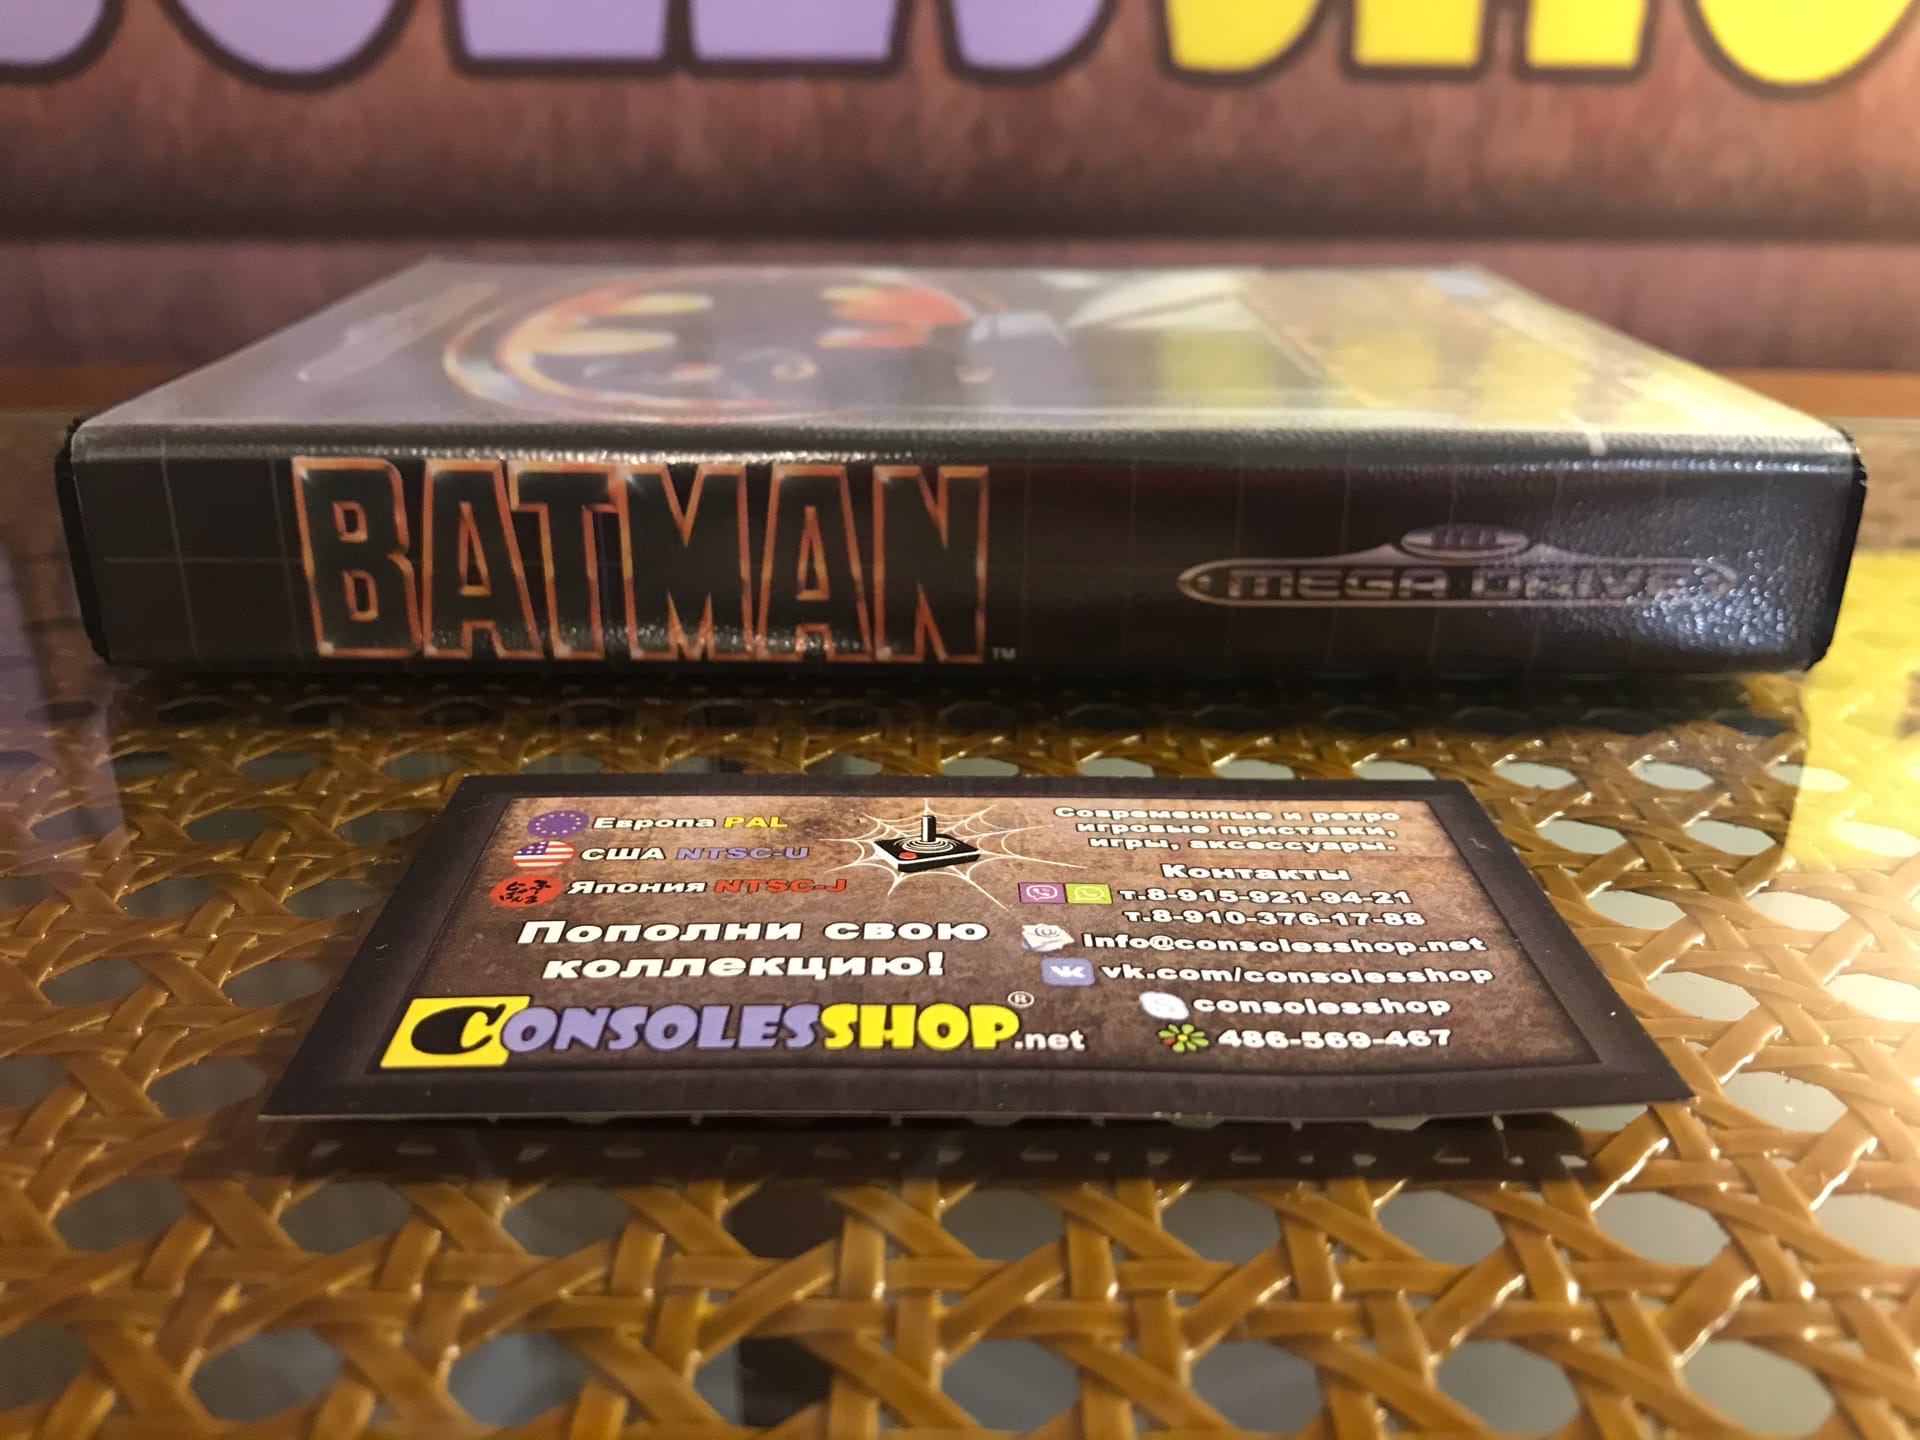 BATMAN
TM
MEGA DRIVE
Европа PAL
США NTSC-U
Япония NTSC-J
Пополни свою
коллекцию!
CONSOLESSHOP.net
®
Современные и ретро
игровые приставки,
игры, аксессуары.
Контакты
т.8-915-921-94-21
т.8-910-376-17-88
info@consolesshop.net
vk.com/consolesshop
consolesshop
486-569-467